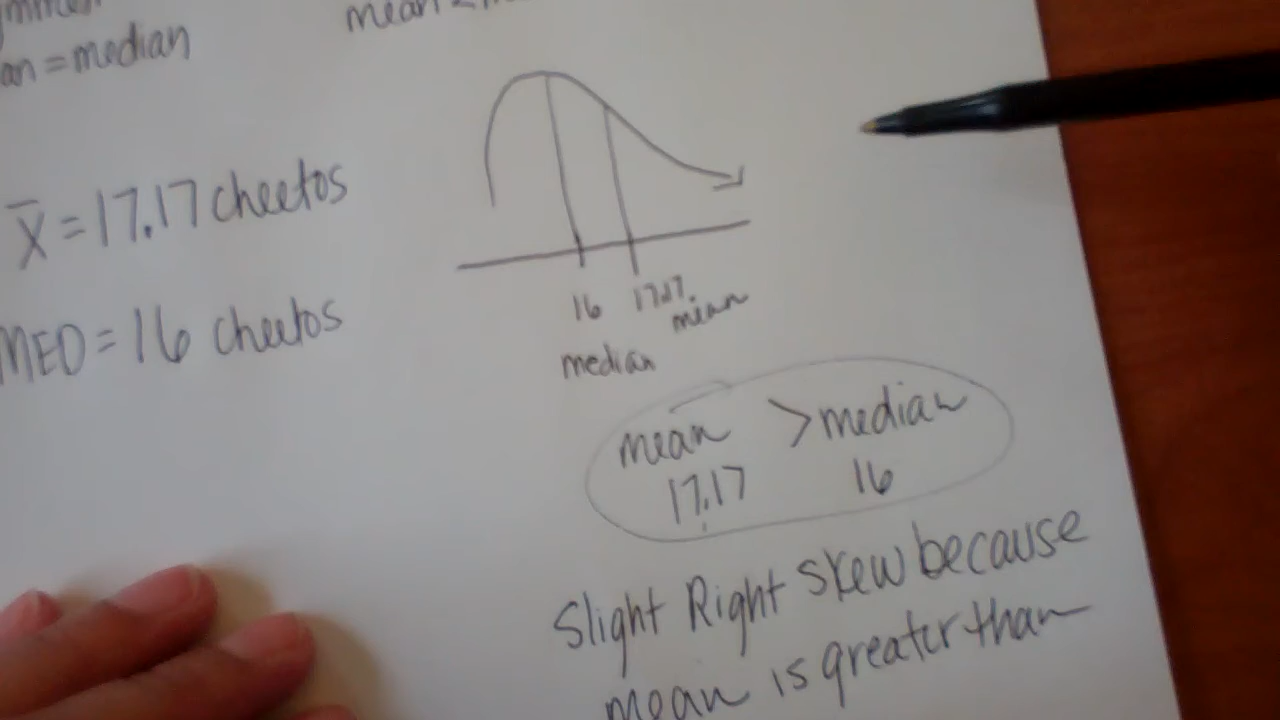 an = median
mean
x̄ = 17.17 cheetos
MED = 16 cheetos
16
17.17
mean
median
mean > median
17.17 16
Slight Right skew because
mean is greater than